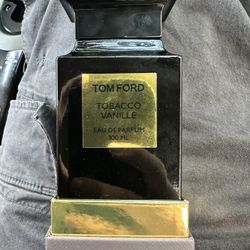 TOM FORD
TOBACCO
VANILLE
EAU DE PARFUM
100 ML